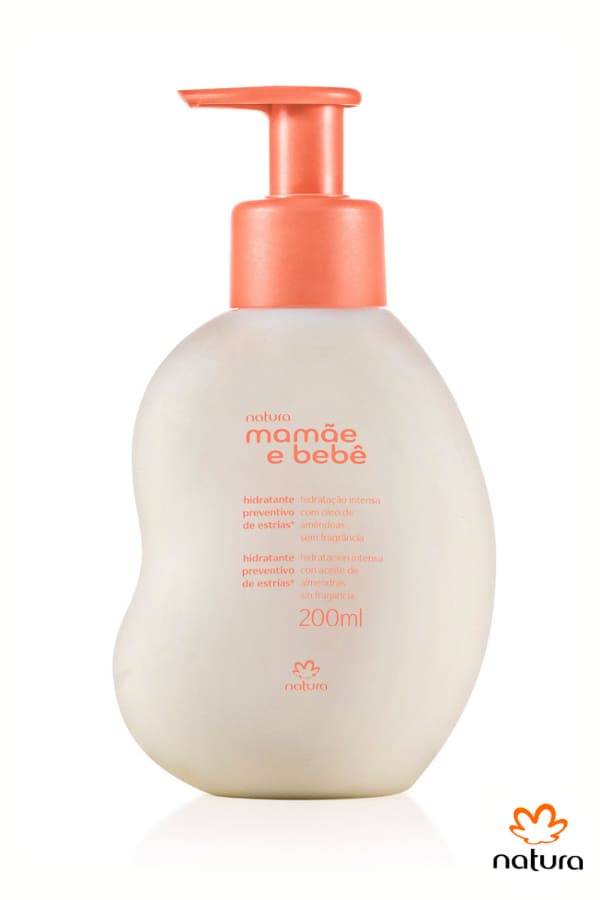 natura
mamãe
e bebê
hidratante
preventivo
de estrias*
hidratação intensa
com óleo de
amêndoas
sem fragrância
hidratante
preventivo
de estrías*
hidratación intensa
con aceite de
almendras
sin fragancia
200ml
natura
natura